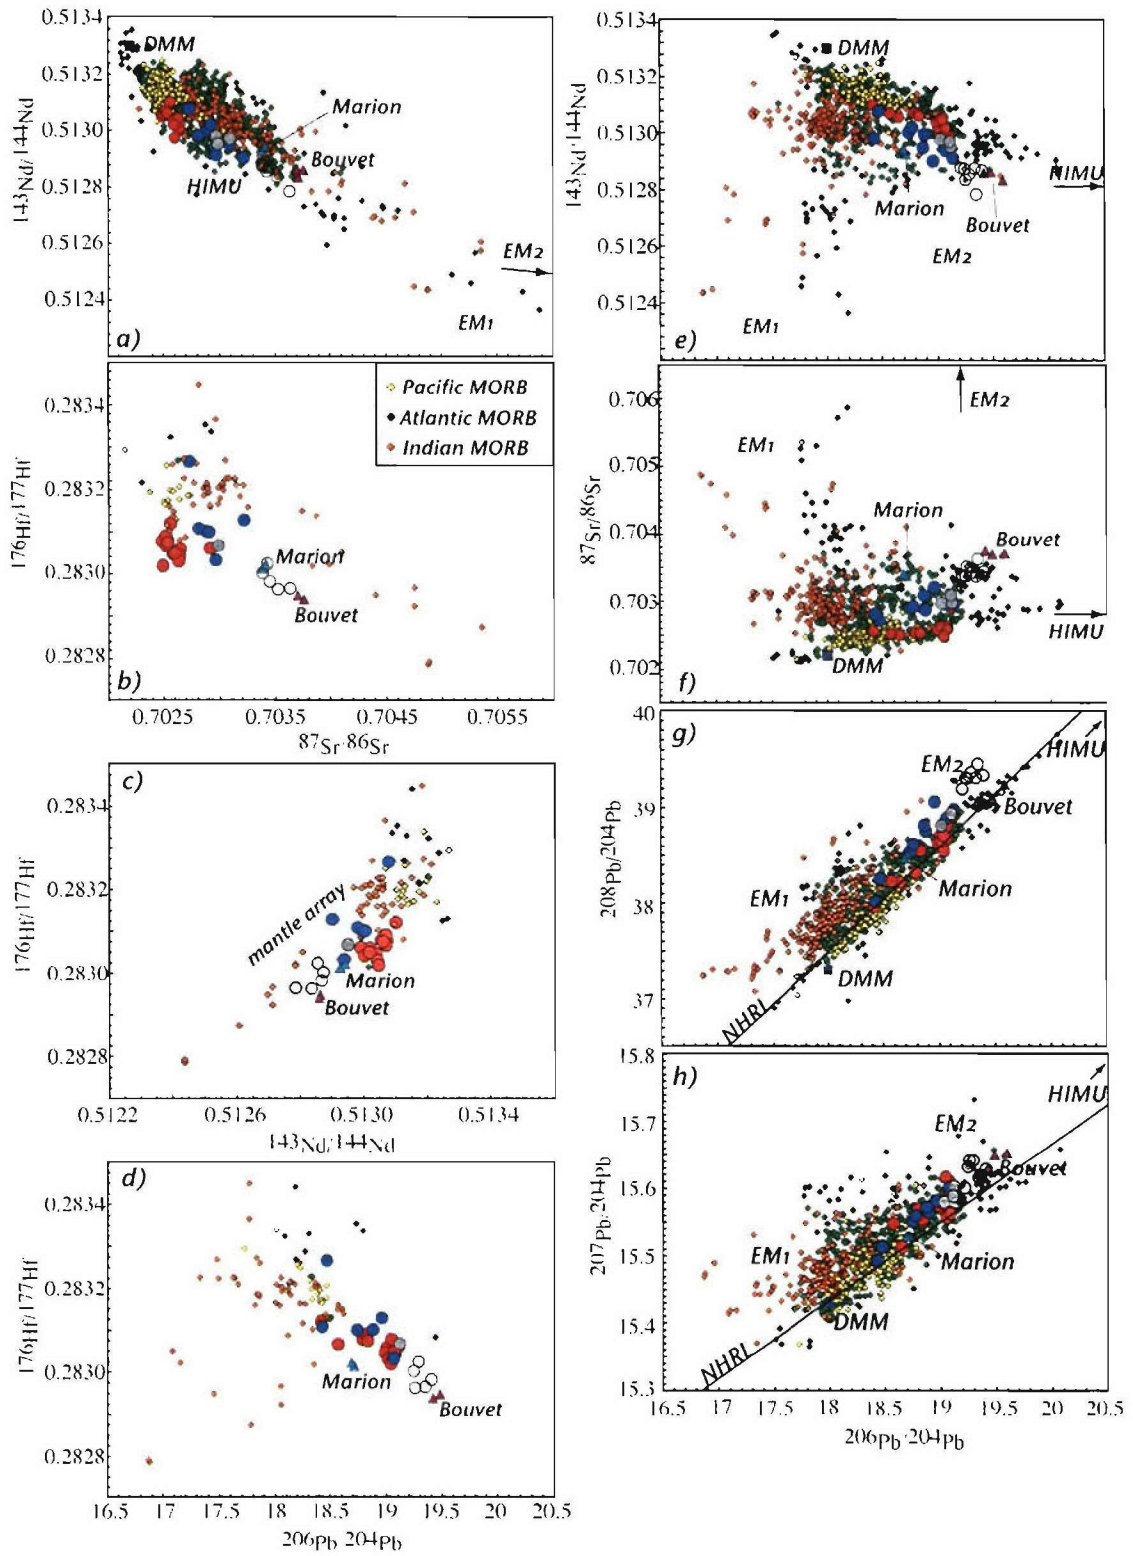 0.5134
0.5132
0.5130
0.5128
0.5126
0.5124
143Nd/144Nd
DMM
Marion
Bouvet
HIMU
EM2
EM1
a)
0.2834
0.2832
0.2830
0.2828
176Hf/177Hf
Pacific MORB
Atlantic MORB
Indian MORB
Marion
Bouvet
b)
0.7025 0.7035 0.7045 0.7055
87Sr/86Sr
c)
0.2834
0.2832
0.2830
0.2828
176Hf/177Hf
mantle array
Marion
Bouvet
0.5122 0.5126 0.5130 0.5134
143Nd/144Nd
d)
0.2834
0.2832
0.2830
0.2828
176Hf/177Hf
Marion
Bouvet
16.5 17 17.5 18 18.5 19 19.5 20 20.5
206Pb/204Pb
0.5134
0.5132
0.5130
0.5128
0.5126
0.5124
143Nd/144Nd
DMM
HIMU
Marion
Bouvet
EM2
EM1
e)
0.706
0.705
0.704
0.703
0.702
87Sr/86Sr
EM2
EM1
Marion
Bouvet
HIMU
DMM
f)
g)
40
39
38
37
208Pb/204Pb
HIMU
EM2
Bouvet
EM1
Marion
DMM
NHRL
h)
15.8
15.7
15.6
15.5
15.4
15.3
207Pb/204Pb
HIMU
EM2
Bouvet
EM1
Marion
DMM
NHRL
16.5 17 17.5 18 18.5 19 19.5 20 20.5
206Pb/204Pb